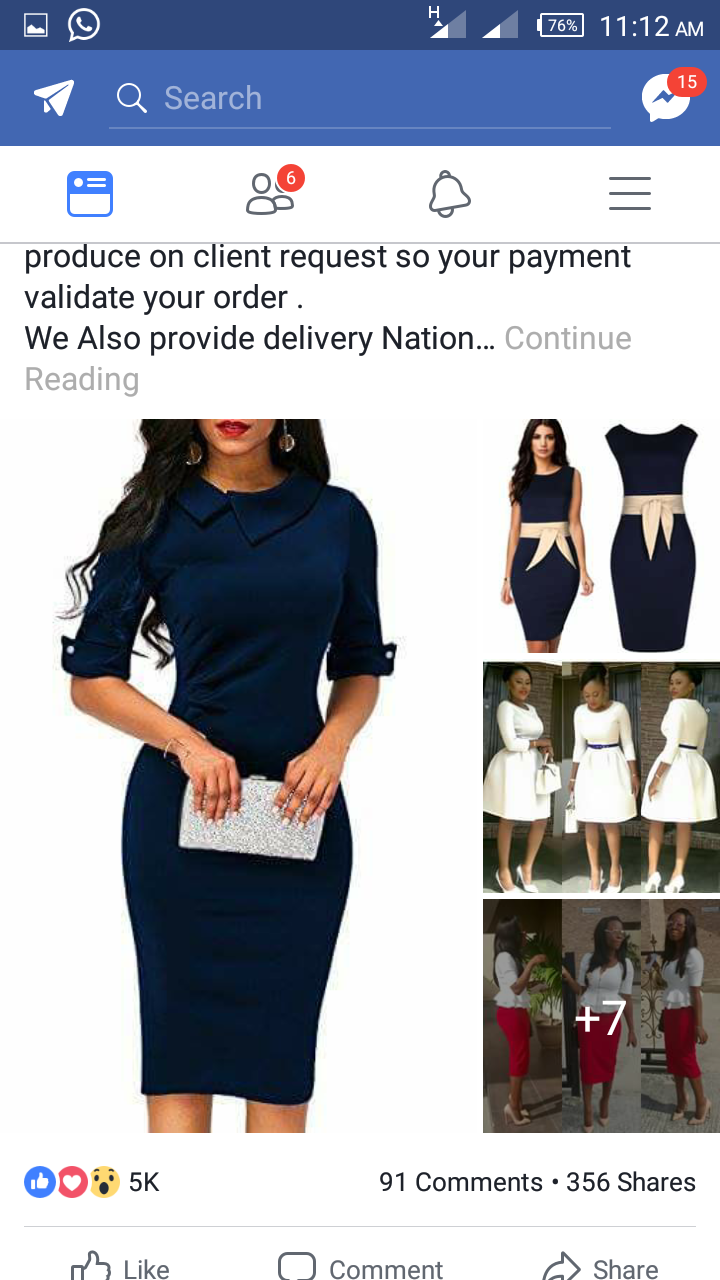 H
76%
11:12 AM
Search
15
6
produce on client request so your payment
validate your order .
We Also provide delivery Nation... Continue
Reading
+7
5K
91 Comments • 356 Shares
Like
Comment
Share